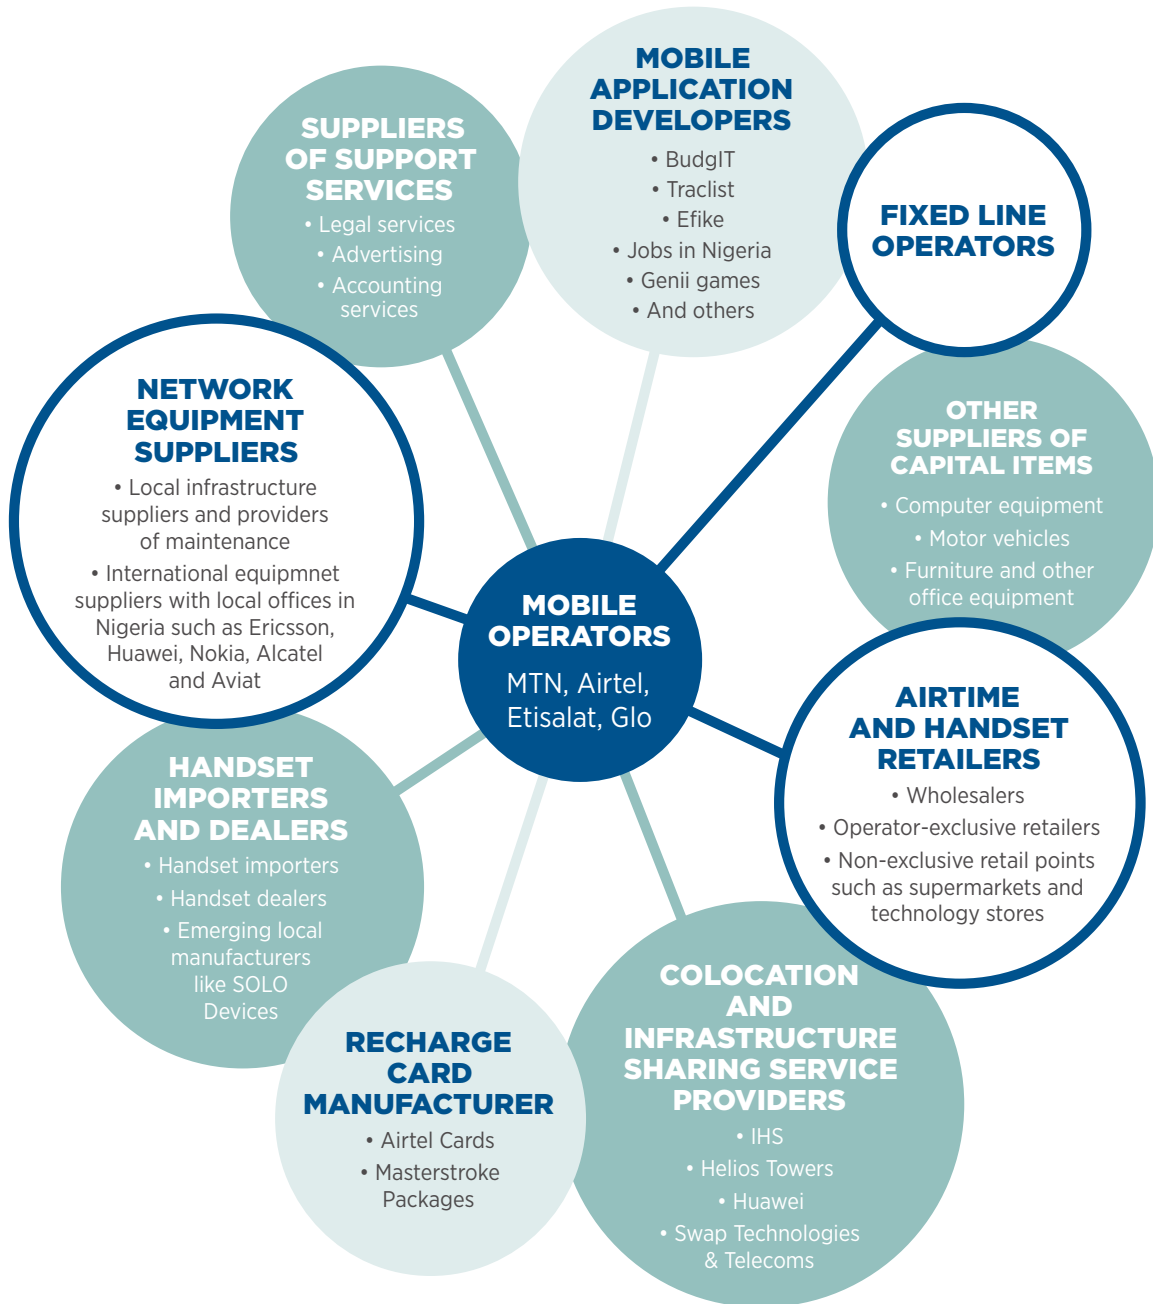 MOBILE
APPLICATION
DEVELOPERS
• BudgIT
• Traclist
• Efike
• Jobs in Nigeria
• Genii games
• And others
SUPPLIERS
OF SUPPORT
SERVICES
• Legal services
• Advertising
• Accounting
services
FIXED LINE
OPERATORS
NETWORK
EQUIPMENT
SUPPLIERS
• Local infrastructure
suppliers and providers
of maintenance
• International equipmnet
suppliers with local offices in
Nigeria such as Ericsson,
Huawei, Nokia, Alcatel
and Aviat
OTHER
SUPPLIERS OF
CAPITAL ITEMS
• Computer equipment
• Motor vehicles
• Furniture and other
office equipment
MOBILE
OPERATORS
MTN, Airtel,
Etisalat, Glo
AIRTIME
AND HANDSET
RETAILERS
• Wholesalers
• Operator-exclusive retailers
• Non-exclusive retail points
such as supermarkets and
technology stores
HANDSET
IMPORTERS
AND DEALERS
• Handset importers
• Handset dealers
• Emerging local
manufacturers
like SOLO
Devices
COLOCATION
AND
INFRASTRUCTURE
SHARING SERVICE
PROVIDERS
• IHS
• Helios Towers
• Huawei
• Swap Technologies
& Telecoms
RECHARGE
CARD
MANUFACTURER
• Airtel Cards
• Masterstroke
Packages